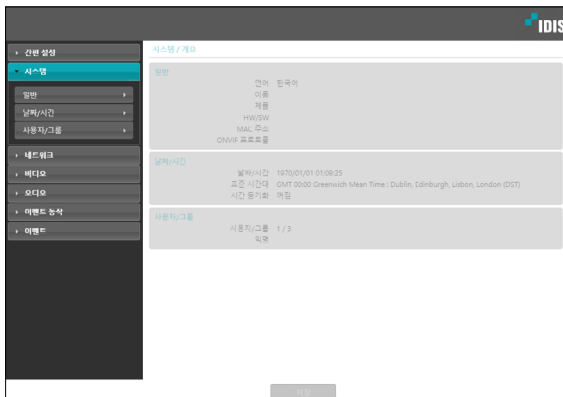 IDIS
간편 설정
시스템
일반
날짜/시간
사용자/그룹
네트워크
비디오
오디오
이벤트 동작
이벤트
시스템 / 개요
일반
언어 한국어
이름
제품
HW/SW
MAC 주소
ONVIF 프로토콜
날짜/시간
날짜/시간 1970/01/01 01:09:25
표준 시간대 GMT 00:00 Greenwich Mean Time : Dublin, Edinburgh, Lisbon, London (DST)
시간 동기화 꺼짐
사용자/그룹
사용자/그룹 1 / 3
익명
저장